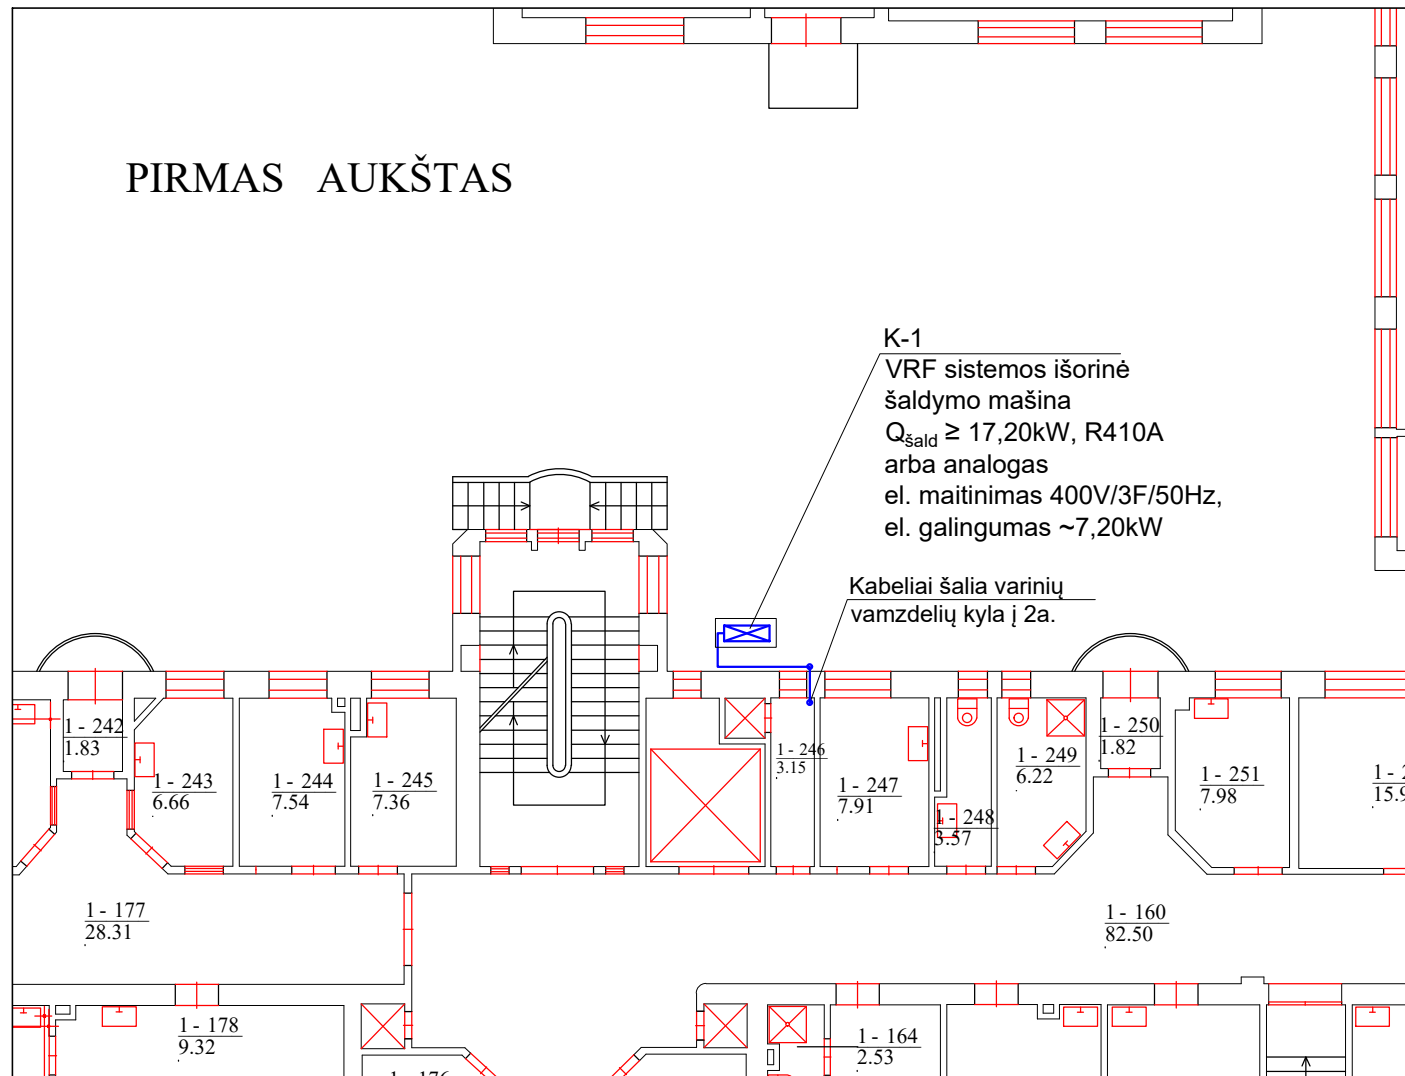 PIRMAS AUKŠTAS
K-1
VRF sistemos išorinė
šaldymo mašina
Qšald ≥ 17,20kW, R410A
arba analogas
el. maitinimas 400V/3F/50Hz,
el. galingumas ~7,20kW
Kabeliai šalia varinių
vamzdelių kyla į 2a.
1 - 242
1.83
1 - 243
6.66
1 - 244
7.54
1 - 245
7.36
1 - 246
3.15
1 - 247
7.91
1 - 248
3.57
1 - 249
6.22
1 - 250
1.82
1 - 251
7.98
1 - 177
28.31
1 - 160
82.50
1 - 178
9.32
1 - 164
2.53
1 - 176